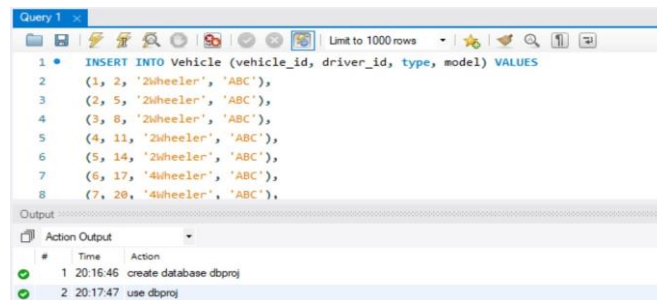 Query 1 ×
Limit to 1000 rows
1 INSERT INTO Vehicle (vehicle_id, driver_id, type, model) VALUES
2 (1, 2, '2Wheeler', 'ABC'),
3 (2, 5, '2Wheeler', 'ABC'),
4 (3, 8, '2Wheeler', 'ABC'),
5 (4, 11, '2Wheeler', 'ABC'),
6 (5, 14, '2Wheeler', 'ABC'),
7 (6, 17, '4Wheeler', 'ABC'),
8 (7, 20, '4Wheeler', 'ABC'),
Output
Action Output
# Time Action
1 20:16:46 create database dbproj
2 20:17:47 use dbproj